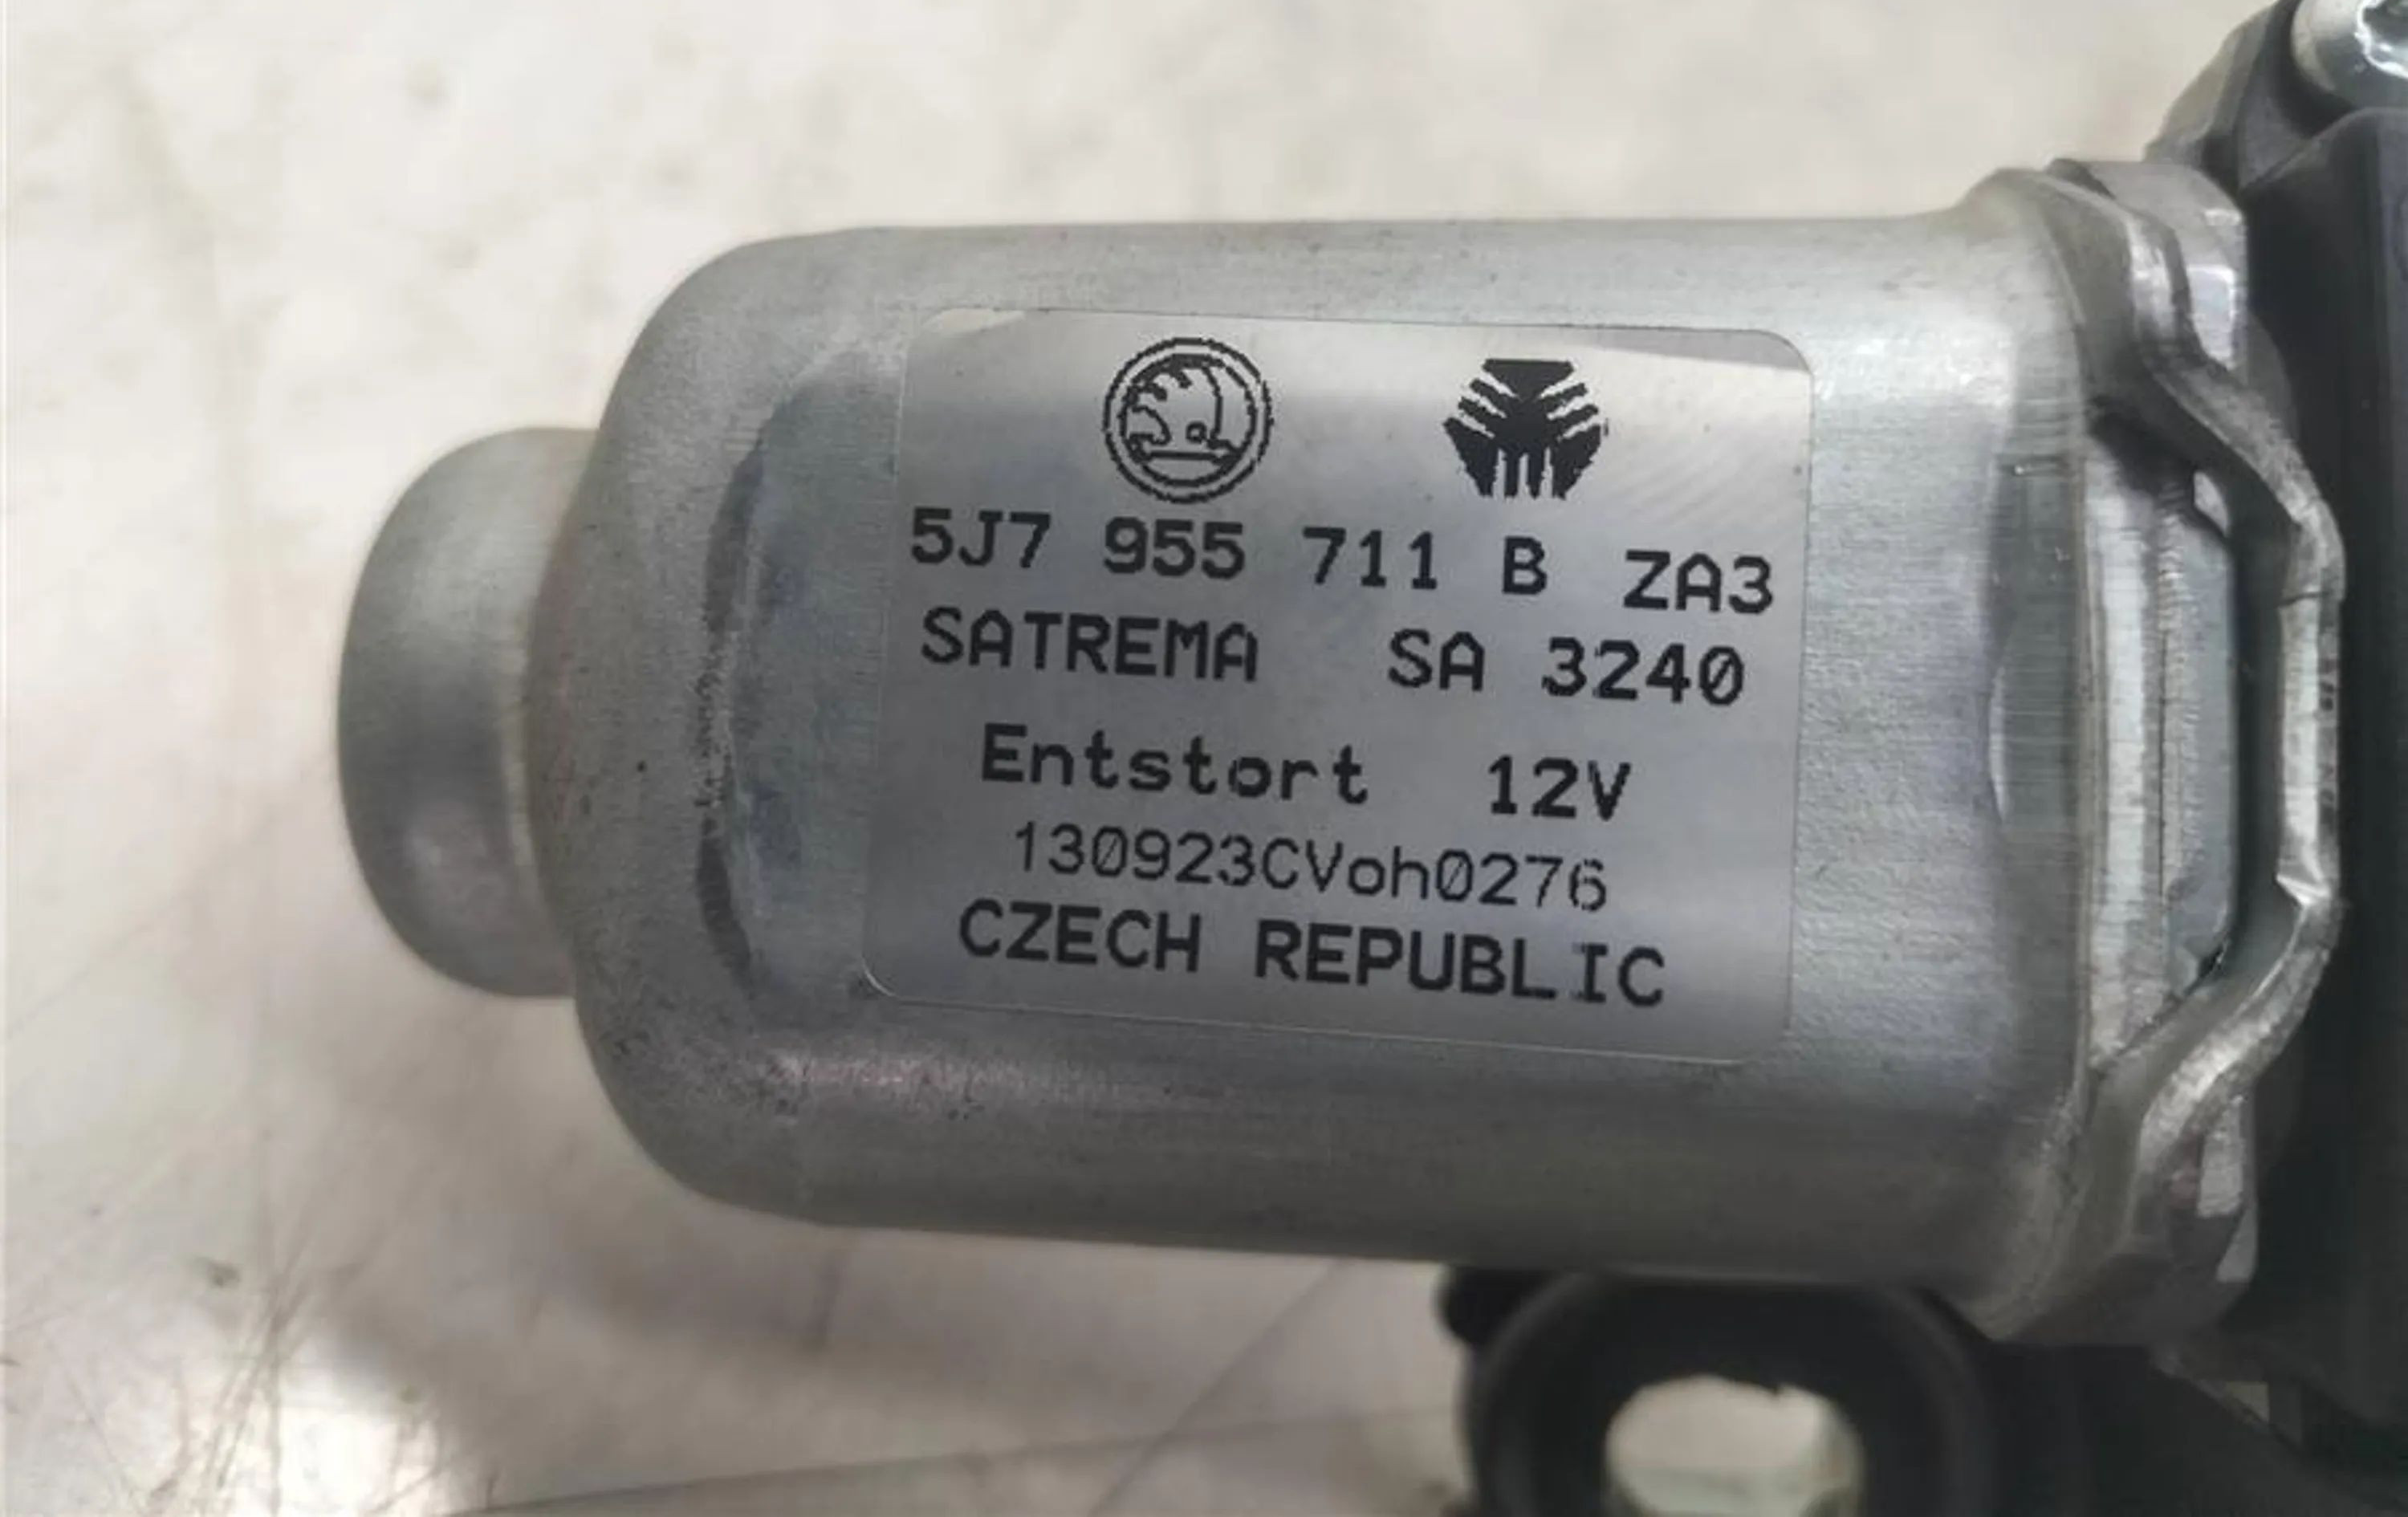 5J7 955 711 B ZA3
SATREMA SA 3240
Entstort 12V
130923CVoh0276
CZECH REPUBLIC